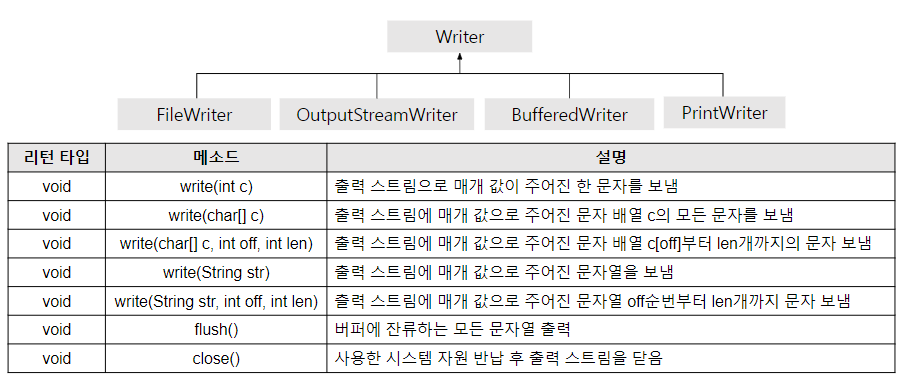 Writer
FileWriter OutputStreamWriter BufferedWriter PrintWriter
리턴 타입 메소드 설명
void write(int c) 출력 스트림으로 매개 값이 주어진 한 문자를 보냄
void write(char[] c) 출력 스트림에 매개 값으로 주어진 문자 배열 c의 모든 문자를 보냄
void write(char[] c, int off, int len) 출력 스트림에 매개 값으로 주어진 문자 배열 c[off]부터 len개까지의 문자 보냄
void write(String str) 출력 스트림에 매개 값으로 주어진 문자열을 보냄
void write(String str, int off, int len) 출력 스트림에 매개 값으로 주어진 문자열 off순번부터 len개까지 문자 보냄
void flush() 버퍼에 잔류하는 모든 문자열 출력
void close() 사용한 시스템 자원 반납 후 출력 스트림을 닫음